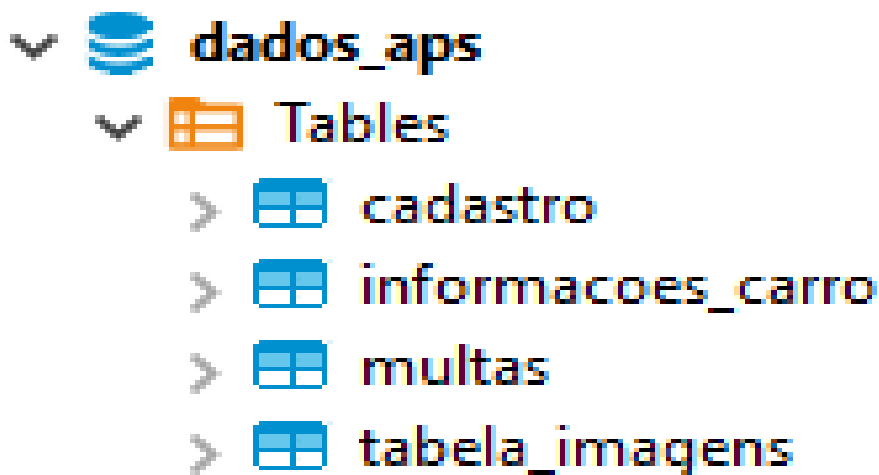 dados_aps
Tables
cadastro
informacoes_carro
multas
tabela_imagens